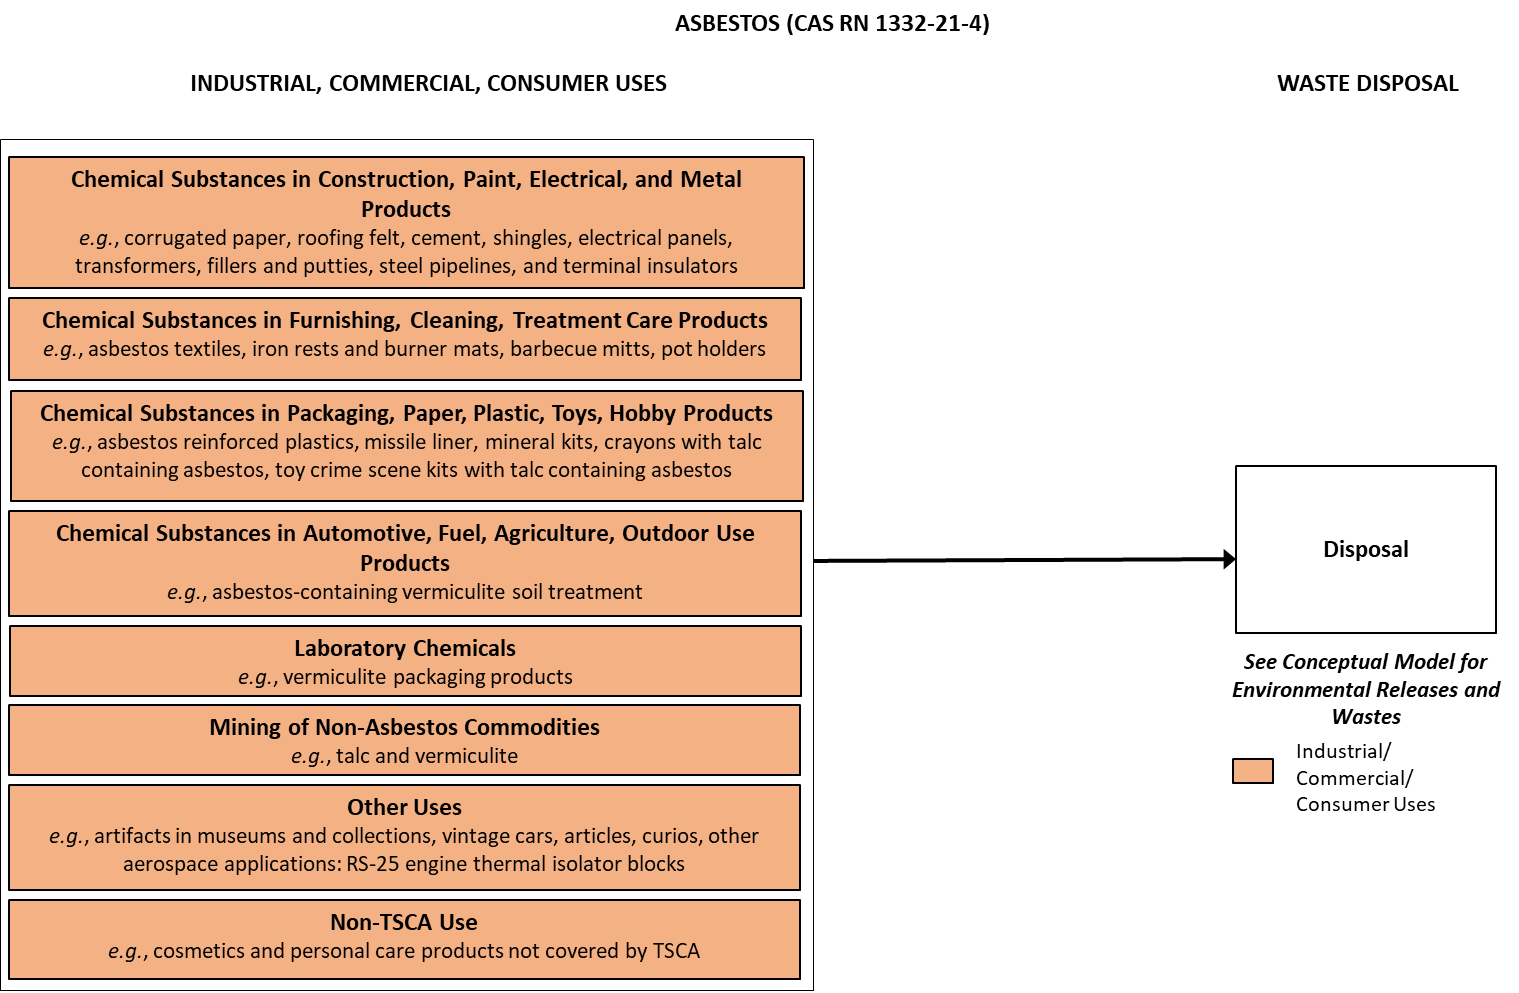 ASBESTOS (CAS RN 1332-21-4)
INDUSTRIAL, COMMERCIAL, CONSUMER USES
WASTE DISPOSAL
Chemical Substances in Construction, Paint, Electrical, and Metal
Products
e.g., corrugated paper, roofing felt, cement, shingles, electrical panels,
transformers, fillers and putties, steel pipelines, and terminal insulators
Chemical Substances in Furnishing, Cleaning, Treatment Care Products
e.g., asbestos textiles, iron rests and burner mats, barbecue mitts, pot holders
Chemical Substances in Packaging, Paper, Plastic, Toys, Hobby Products
e.g., asbestos reinforced plastics, missile liner, mineral kits, crayons with talc
containing asbestos, toy crime scene kits with talc containing asbestos
Chemical Substances in Automotive, Fuel, Agriculture, Outdoor Use
Products
e.g., asbestos-containing vermiculite soil treatment
Laboratory Chemicals
e.g., vermiculite packaging products
Mining of Non-Asbestos Commodities
e.g., talc and vermiculite
Other Uses
e.g., artifacts in museums and collections, vintage cars, articles, curios, other
aerospace applications: RS-25 engine thermal isolator blocks
Non-TSCA Use
e.g., cosmetics and personal care products not covered by TSCA
Disposal
See Conceptual Model for
Environmental Releases and
Wastes
Industrial/
Commercial/
Consumer Uses